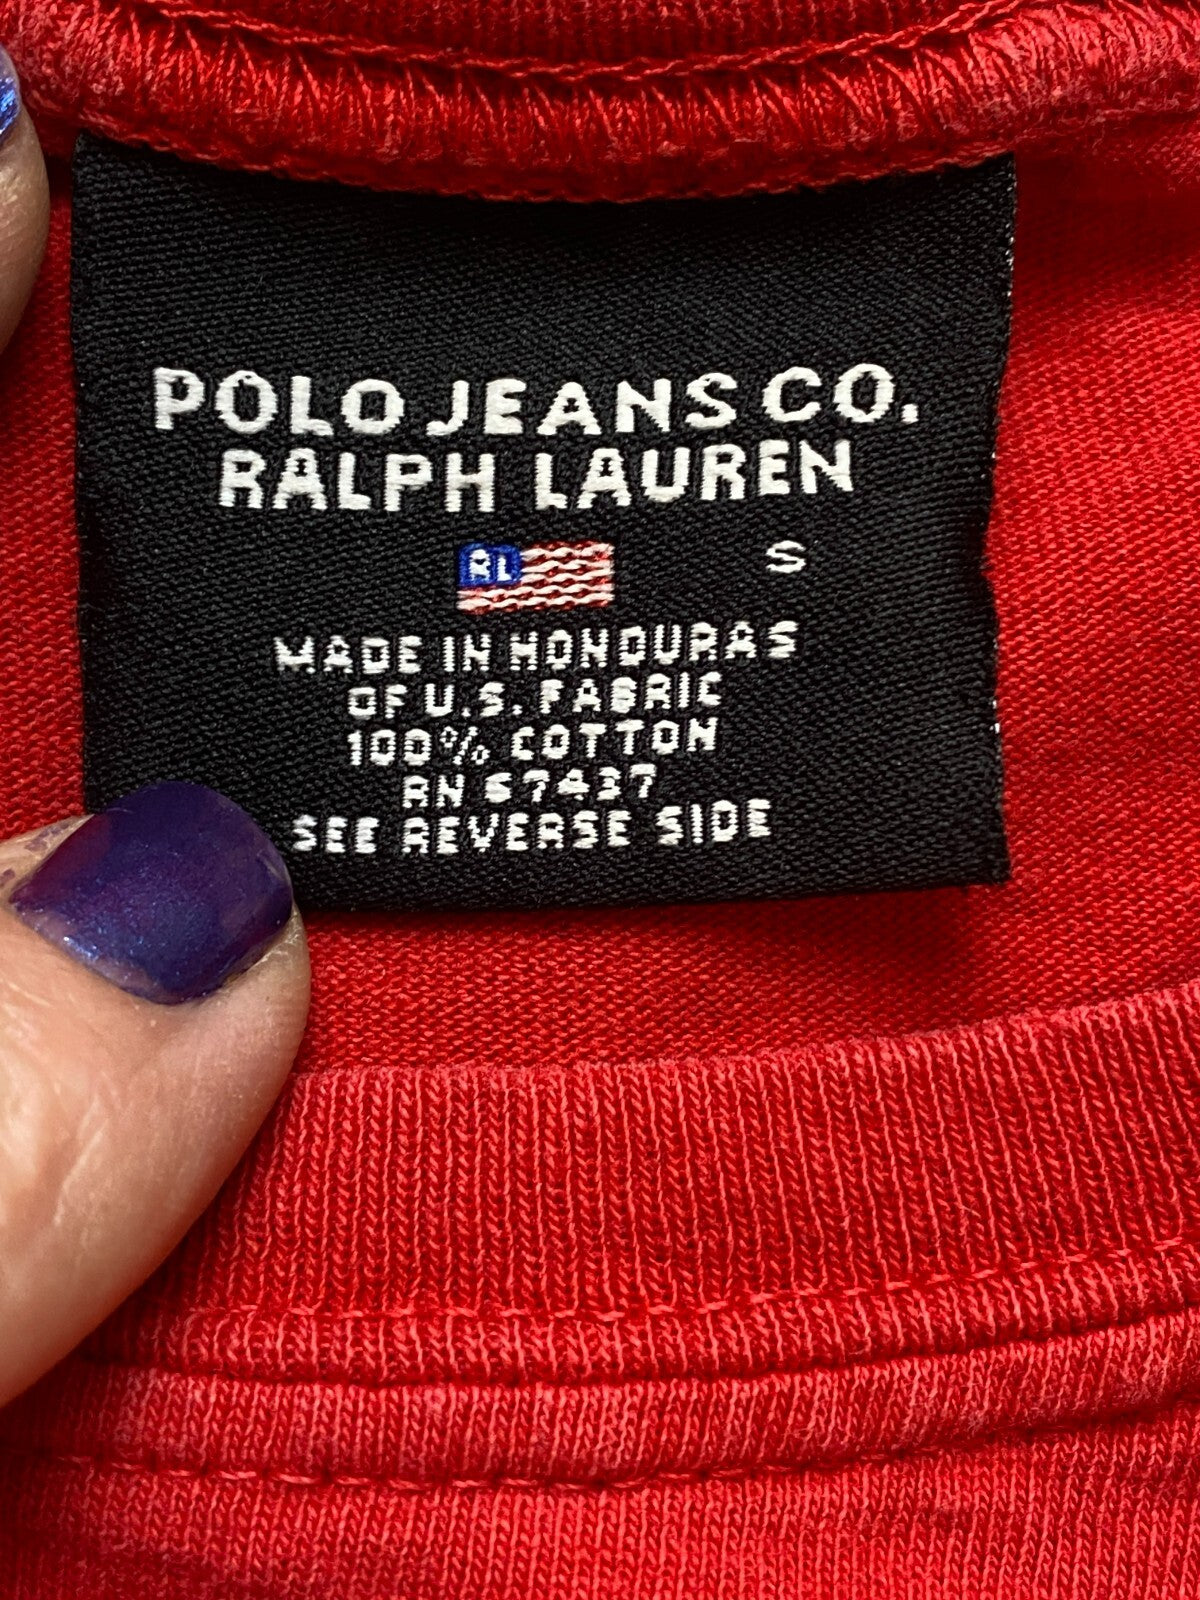 POLO JEANS CO.
RALPH LAUREN
RL
S
MADE IN HONDURAS
OF U.S. FABRIC
100% COTTON
RN 67437
SEE REVERSE SIDE